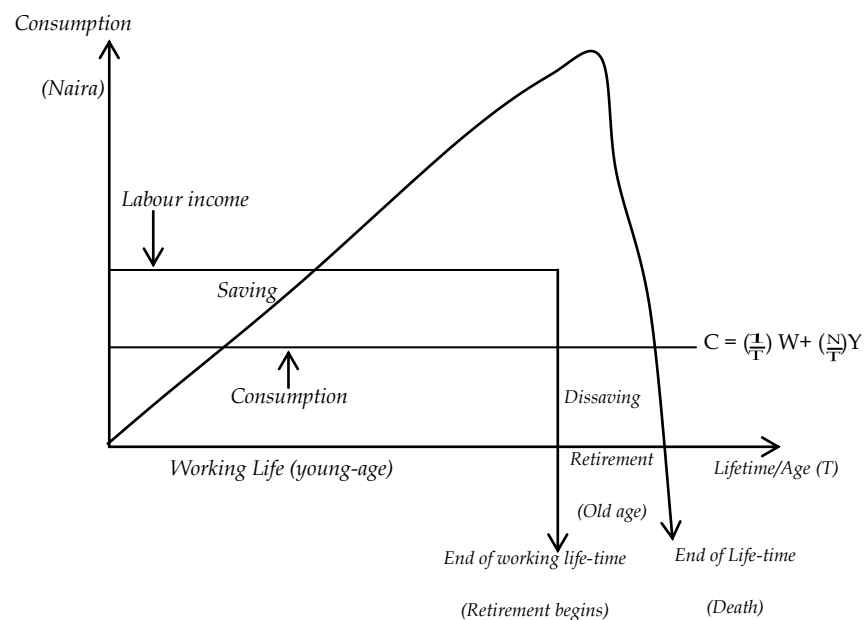 Consumption
(Naira)
Labour income
Saving
C = (1/T) W+ (N/T)Y
Consumption
Dissaving
Working Life (young-age)
Retirement
Lifetime/Age (T)
(Old age)
End of working life-time
End of Life-time
(Retirement begins)
(Death)